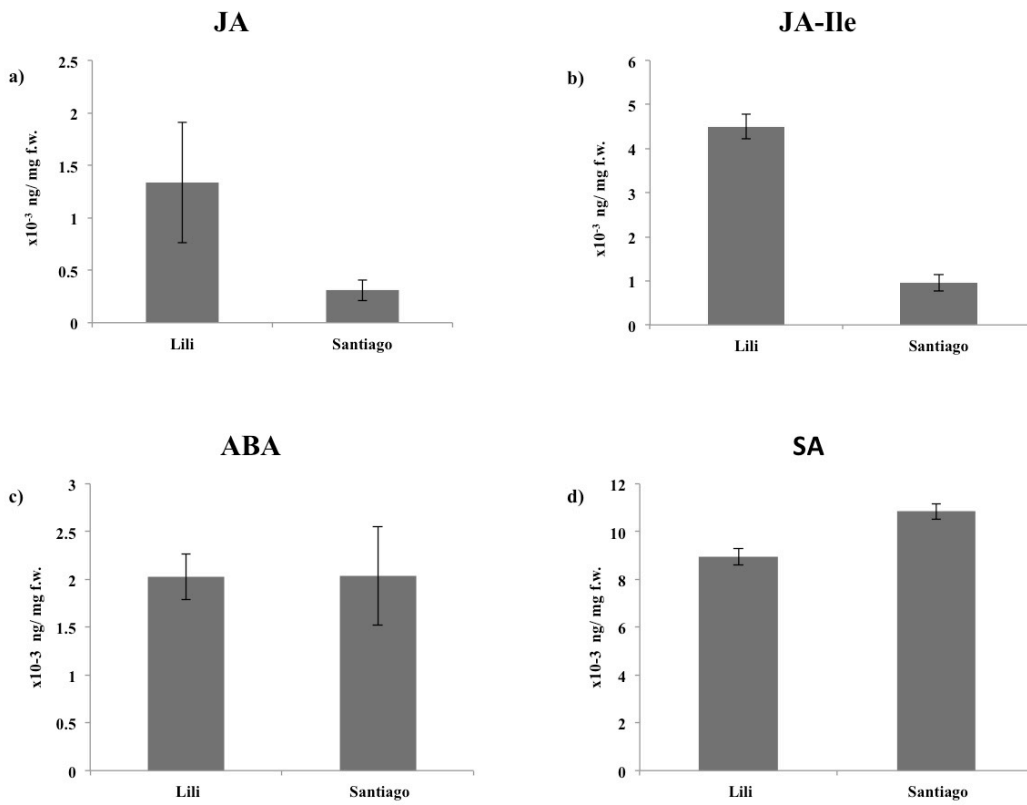 JA
a)
x10⁻³ ng/ mg f.w.
2.5
2
1.5
1
0.5
0
Lili Santiago
JA-Ile
b)
x10⁻³ ng/ mg f.w.
6
5
4
3
2
1
0
Lili Santiago
ABA
c)
x10-3 ng/ mg f.w.
3
2.5
2
1.5
1
0.5
0
Lili Santiago
SA
d)
x10-3 ng/ mg f.w.
12
10
8
6
4
2
0
Lili Santiago